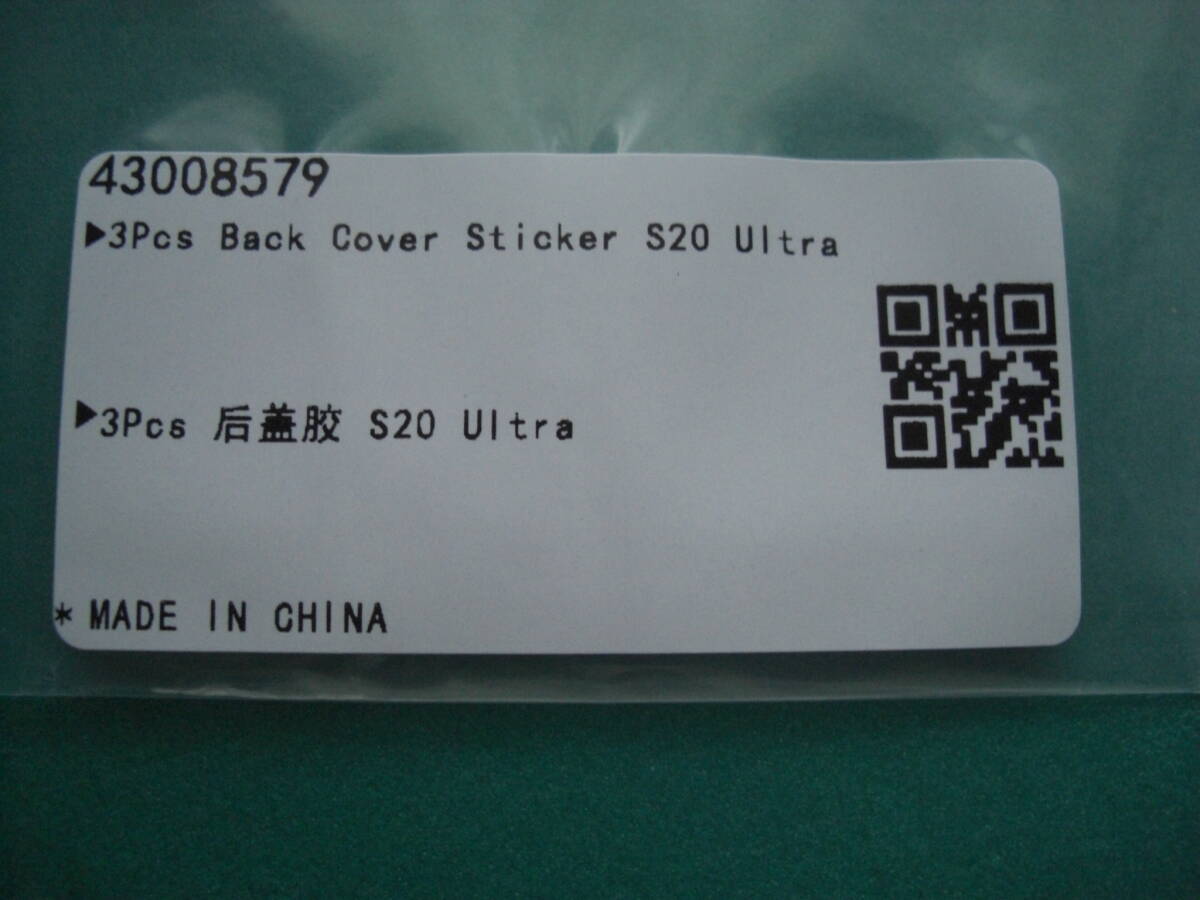 43008579
▶3Pcs Back Cover Sticker S20 Ultra
▶3Pcs 后盖胶 S20 Ultra
* MADE IN CHINA